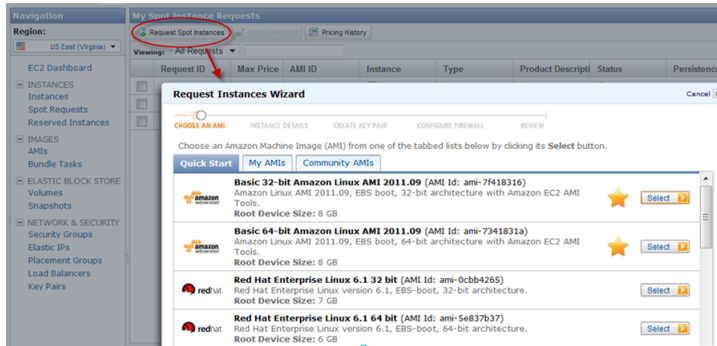 Navigation
Region:
US East (Virginia)
EC2 Dashboard
INSTANCES
Instances
Spot Requests
Reserved Instances
IMAGES
AMIs
Bundle Tasks
ELASTIC BLOCK STORE
Volumes
Snapshots
NETWORK & SECURITY
Security Groups
Elastic IPs
Placement Groups
Load Balancers
Key Pairs
My Spot Instance Requests
Request Spot Instances Cancel Request Pricing History
Viewing: All Requests
Request ID Max Price AMI ID Instance Type Product Descripti Status Persistence
Request Instances Wizard Cancel
CHOOSE AN AMI INSTANCE DETAILS CREATE KEY PAIR CONFIGURE FIREWALL REVIEW
Choose an Amazon Machine Image (AMI) from one of the tabbed lists below by clicking its Select button.
Quick Start My AMIs Community AMIs
Basic 32-bit Amazon Linux AMI 2011.09 (AMI Id: ami-7f418316)
amazon webservices Amazon Linux AMI 2011.09, EBS boot, 32-bit architecture with Amazon EC2 AMI Select
Tools.
Root Device Size: 8 GB
Basic 64-bit Amazon Linux AMI 2011.09 (AMI Id: ami-7341831a)
amazon webservices Amazon Linux AMI 2011.09, EBS boot, 64-bit architecture with Amazon EC2 AMI Select
Tools.
Root Device Size: 8 GB
Red Hat Enterprise Linux 6.1 32 bit (AMI Id: ami-0cbb4265)
redhat Red Hat Enterprise Linux version 6.1, EBS-boot, 32-bit architecture. Select
Root Device Size: 7 GB
Red Hat Enterprise Linux 6.1 64 bit (AMI Id: ami-5e837b37)
redhat Red Hat Enterprise Linux version 6.1, EBS-boot, 64-bit architecture. Select
Root Device Size: 6 GB